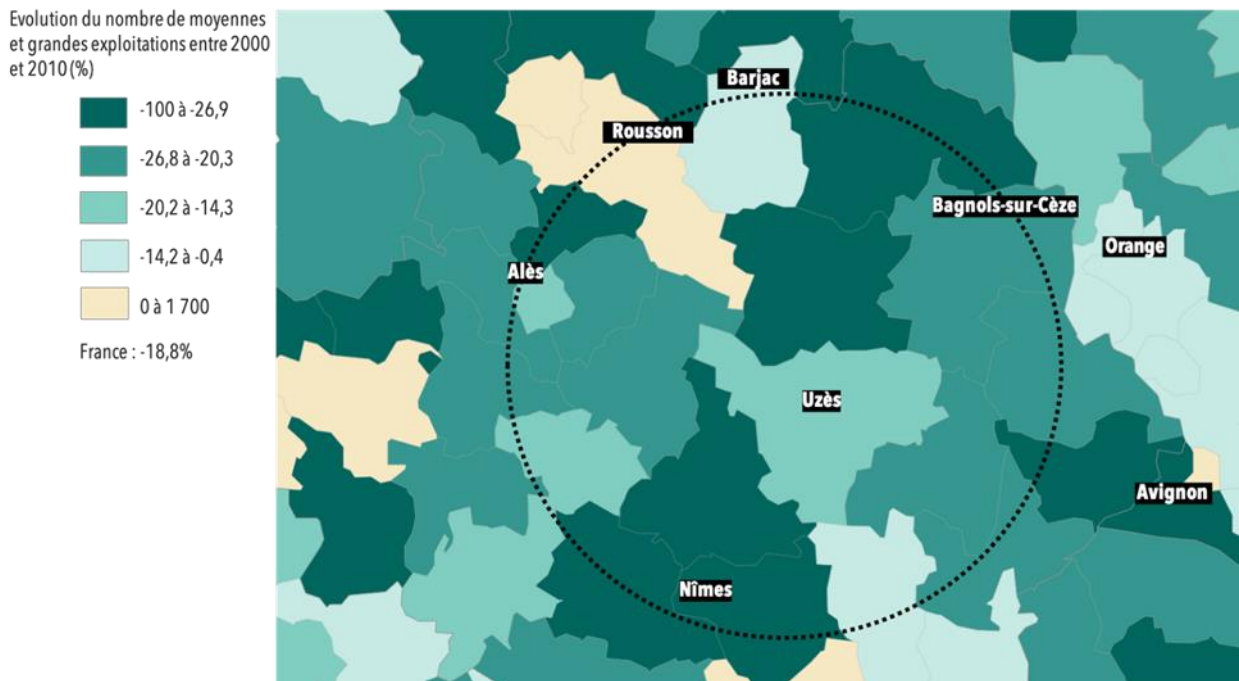 Evolution du nombre de moyennes
et grandes exploitations entre 2000
et 2010 (%)
-100 à -26,9
-26,8 à -20,3
-20,2 à -14,3
-14,2 à -0,4
0 à 1 700
France : -18,8%
Barjac
Rousson
Bagnols-sur-Cèze
Orange
Alès
Uzès
Avignon
Nîmes